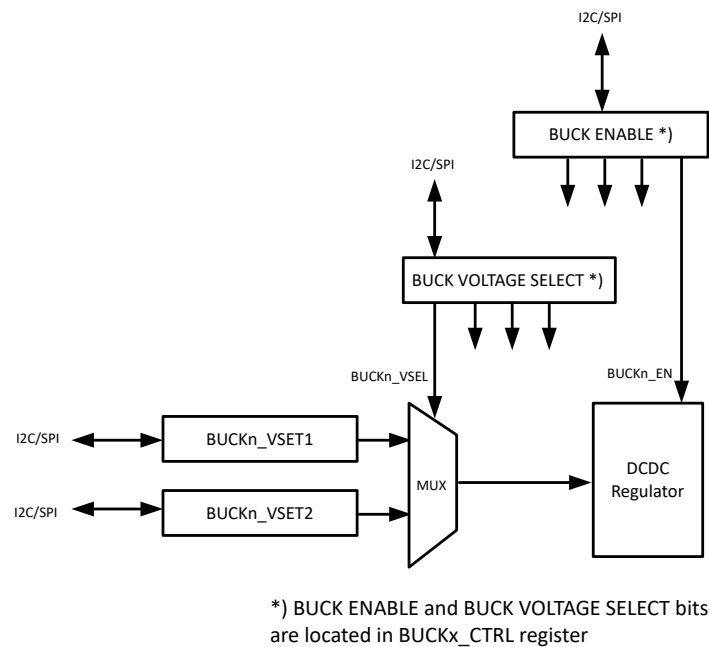 I2C/SPI
BUCK ENABLE *)
I2C/SPI
BUCK VOLTAGE SELECT *)
BUCKn_VSEL
BUCKn_EN
I2C/SPI
BUCKn_VSET1
MUX
DCDC
Regulator
I2C/SPI
BUCKn_VSET2
*) BUCK ENABLE and BUCK VOLTAGE SELECT bits
are located in BUCKx_CTRL register